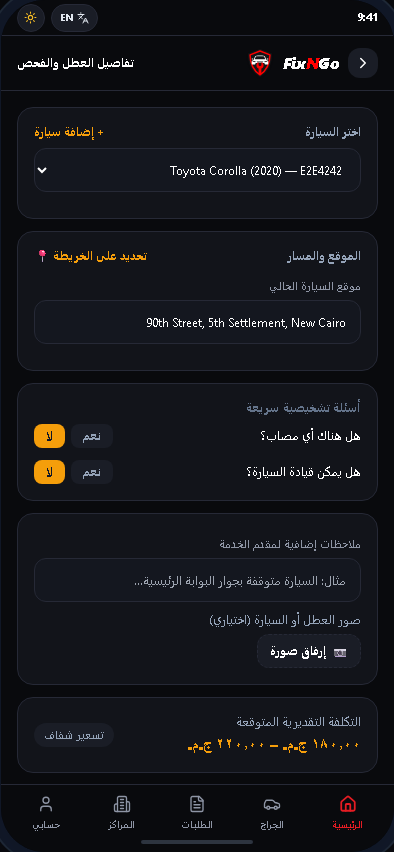 9:41
EN
FixNGo
تفاصيل العطل والفحص
اختر السيارة
+ إضافة سيارة
Toyota Corolla (2020) — E2E4242
الموقع والمسار
تحديد على الخريطة 📍
موقع السيارة الحالي
90th Street, 5th Settlement, New Cairo
أسئلة تشخيصية سريعة
هل هناك أي مصاب؟ نعم لا
هل يمكن قيادة السيارة؟ نعم لا
ملاحظات إضافية لمقدم الخدمة
مثال: السيارة متوقفة بجوار البوابة الرئيسية...
صور العطل أو السيارة (اختياري)
📷 إرفاق صورة
التكلفة التقديرية المتوقعة
١٨٠٫٠٠ ج.م.‏ – ٢٢٠٫٠٠ ج.م.‏
تسعير شفاف
الرئيسية
الجراج
الطلبات
المراكز
حسابي